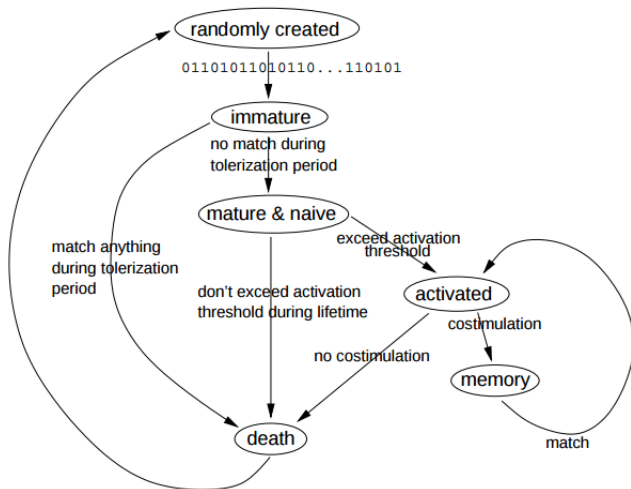 randomly created
01101011010110...110101
immature
no match during
tolerization period
mature & naive
exceed activation
threshold
match anything
during tolerization
period
don't exceed activation
threshold during lifetime
activated
costimulation
no costimulation
memory
death
match